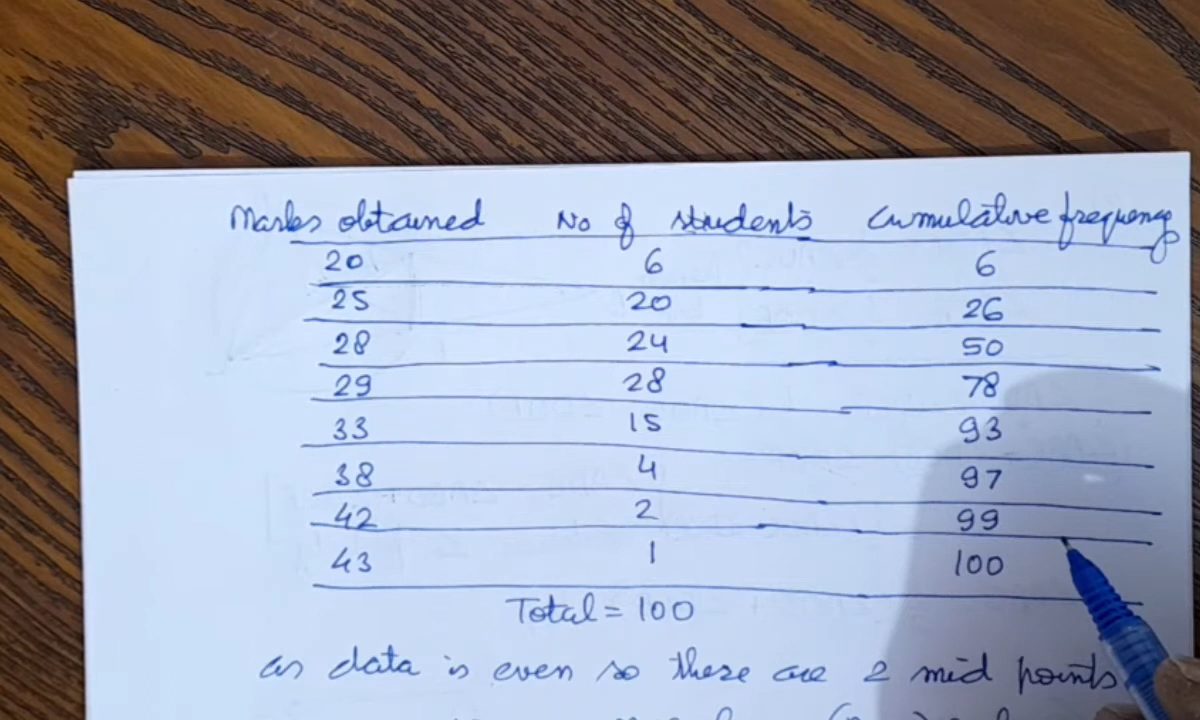 Marks obtained No of students Cumulative frequency
20 6 6
25 20 26
28 24 50
29 28 78
33 15 93
38 4 97
42 2 99
43 1 100
Total = 100
as data is even so there are 2 mid points